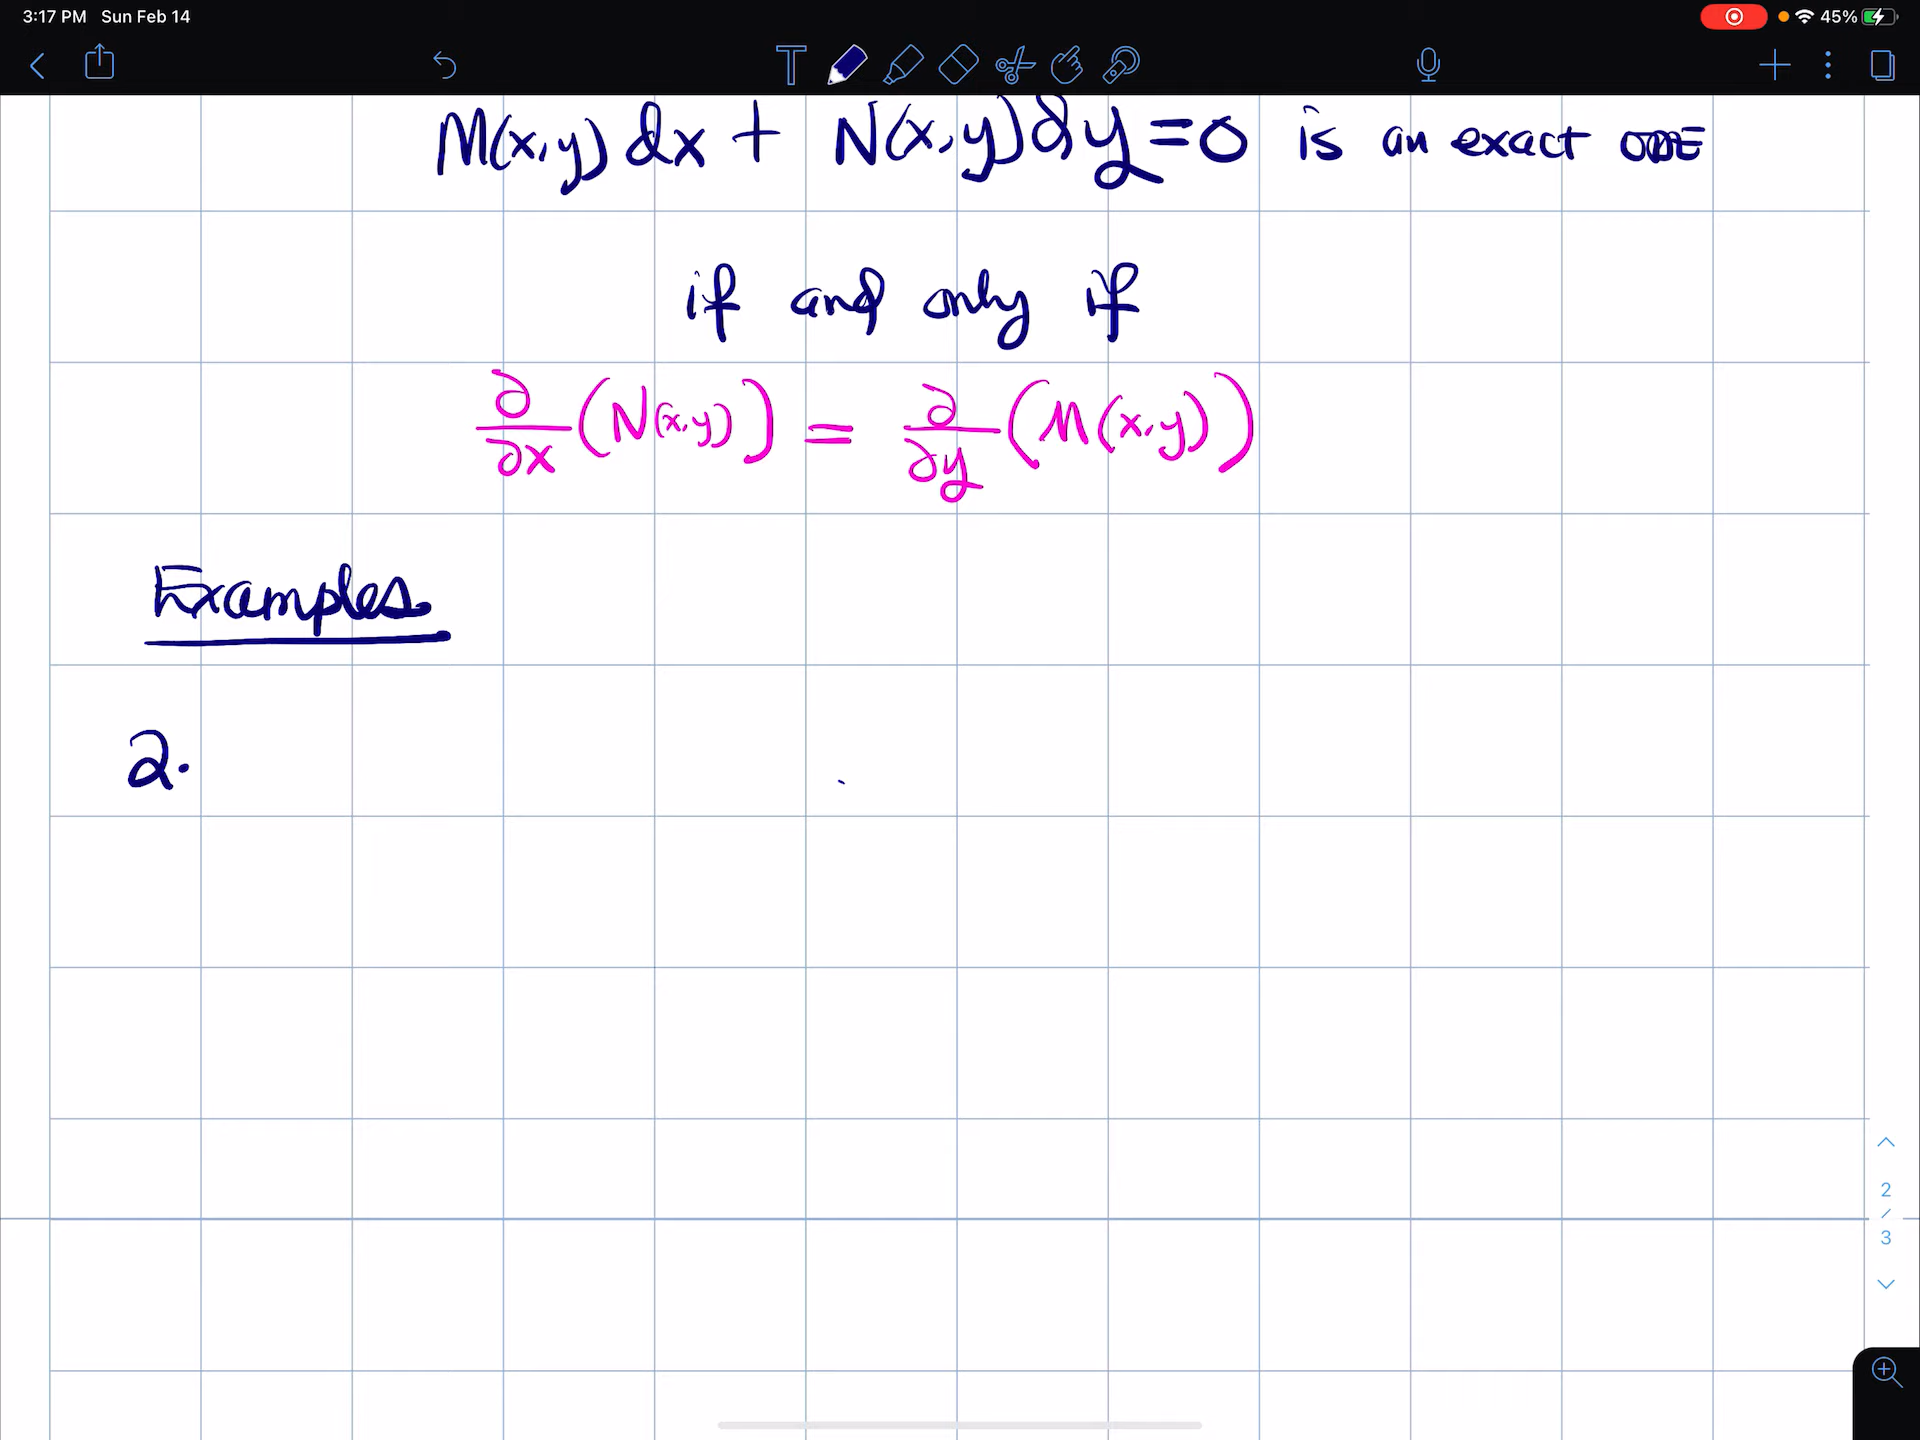 3:17 PM Sun Feb 14
45%
T
M(x,y) dx + N(x,y) dy = 0 is an exact ODE
if and only if
∂/∂x (N(x,y)) = ∂/∂y (M(x,y))
Examples
2.
2
/
3